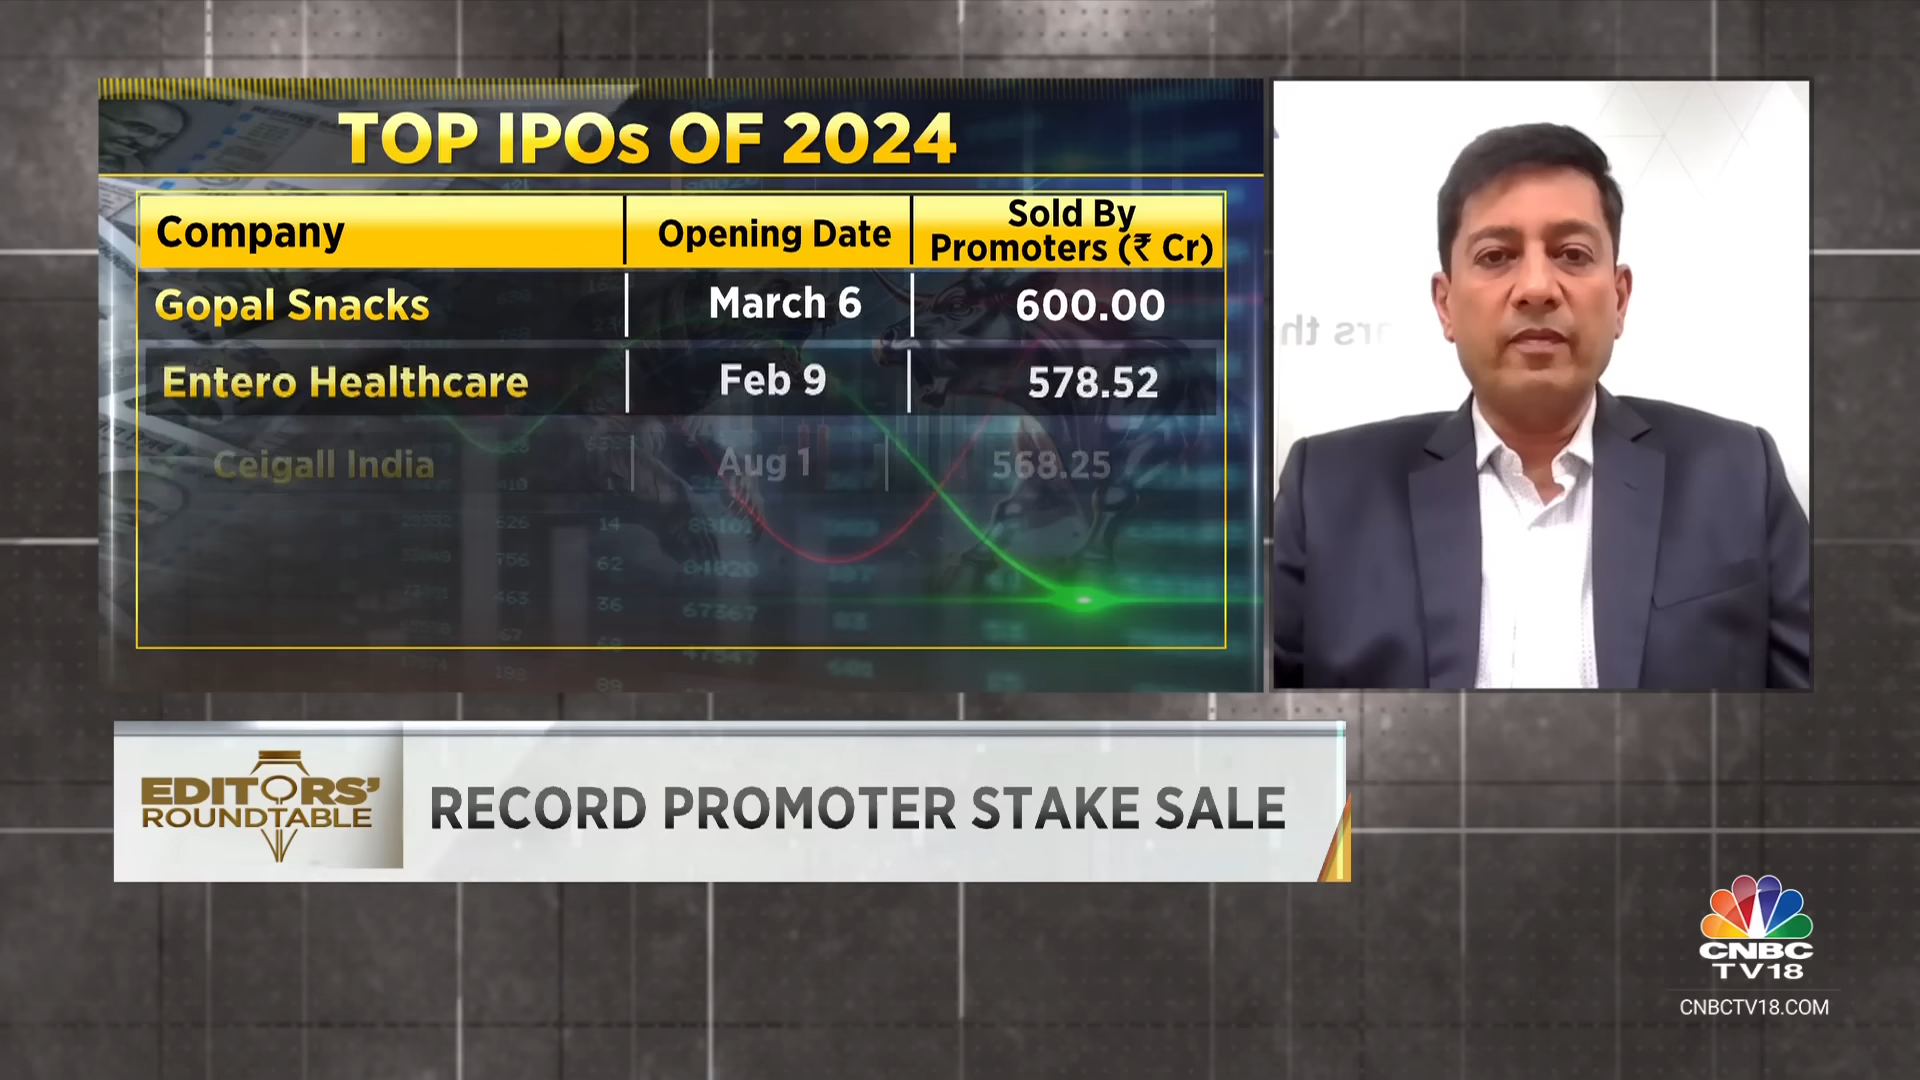 TOP IPOs OF 2024
Company
Opening Date
Sold By
Promoters (₹ Cr)
Gopal Snacks
March 6
600.00
Entero Healthcare
Feb 9
578.52
Ceigall India
Aug 1
568.25
EDITORS'
ROUNDTABLE
RECORD PROMOTER STAKE SALE
CNBC
TV18
CNBCTV18.COM